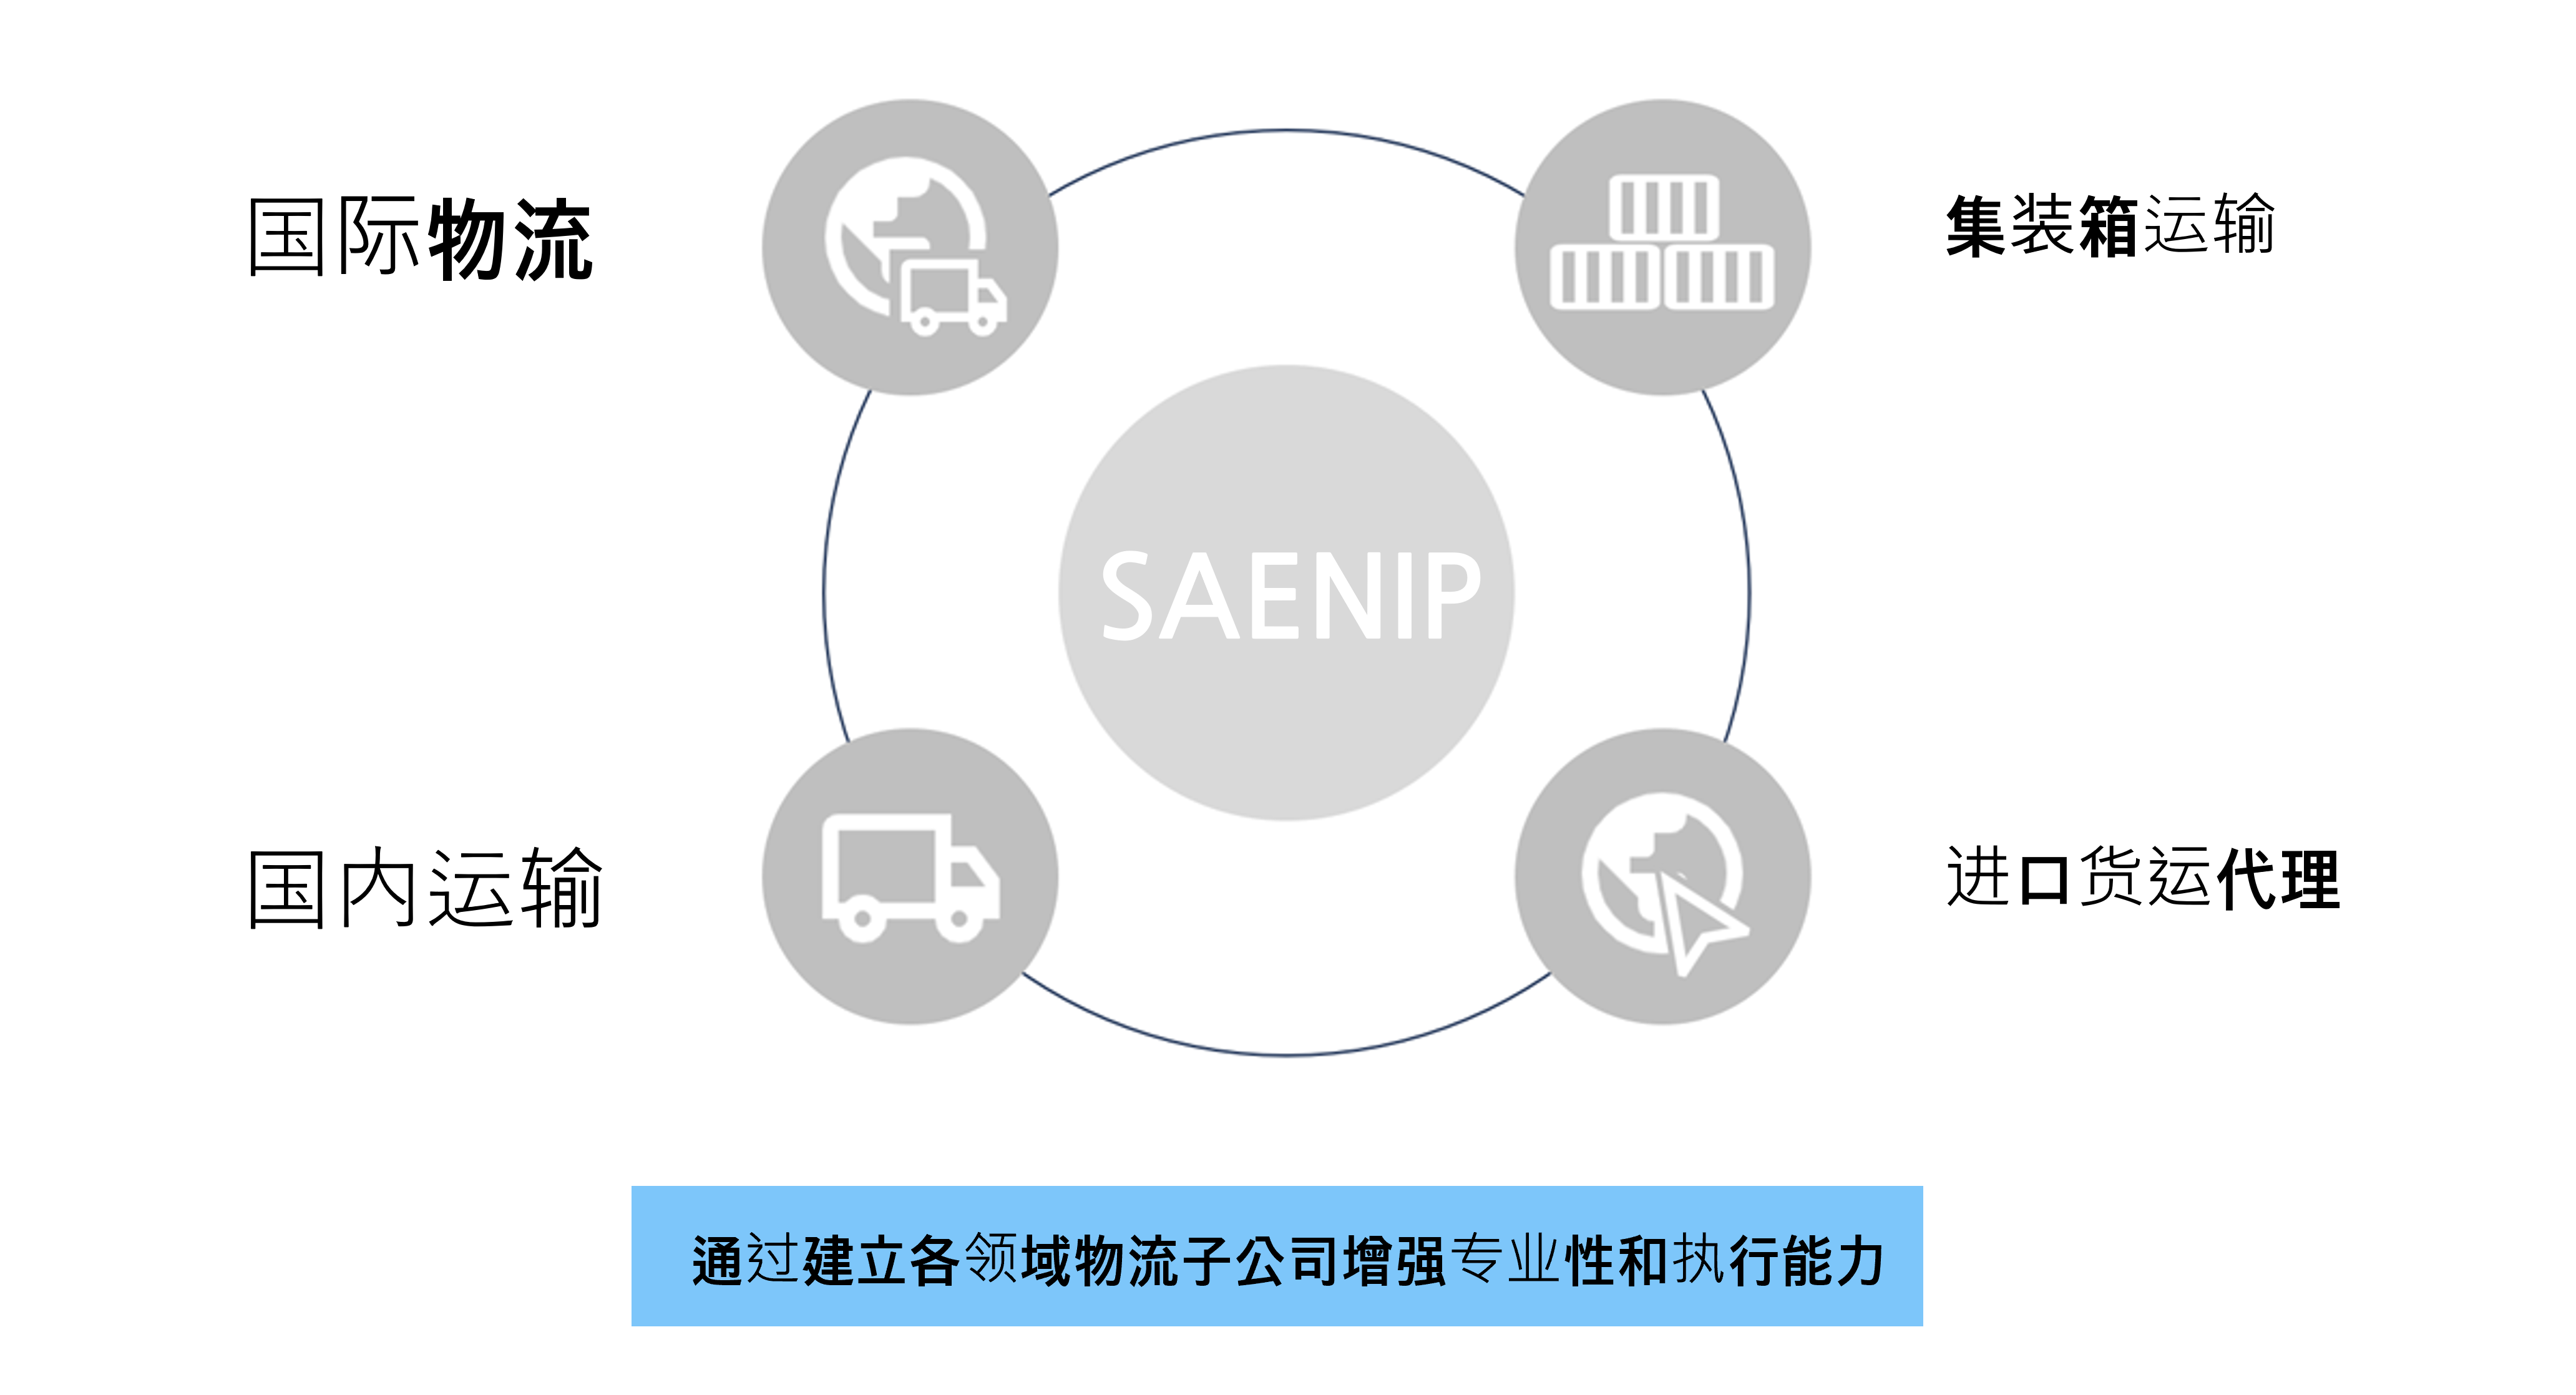 国际物流
集装箱运输
SAENIP
国内运输
进口货运代理
通过建立各领域物流子公司增强专业性和执行能力